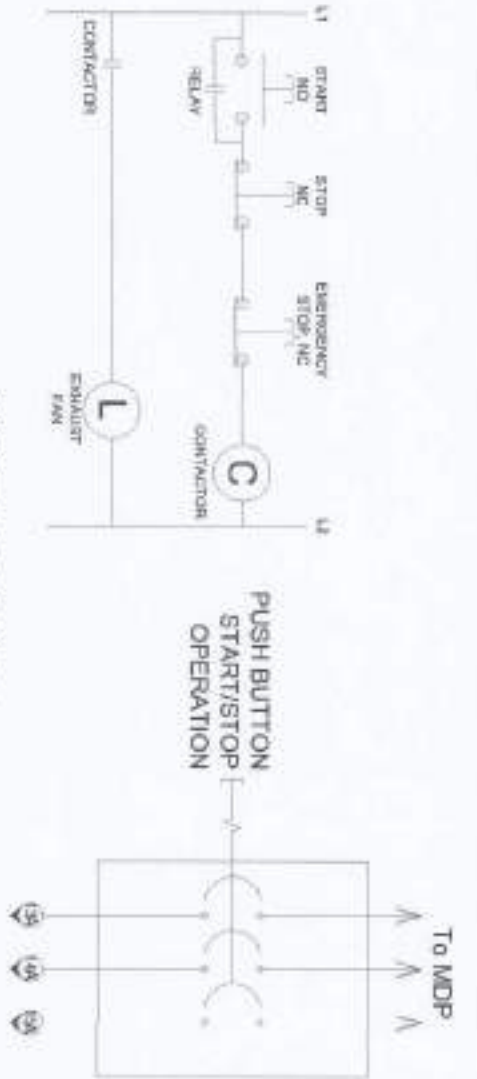 L1
START
NO
RELAY
STOP
NC
EMERGENCY
STOP, NC
C
CONTACTOR
L2
CONTACTOR
L
EXHAUST
FAN
PUSH BUTTON
START/STOP
OPERATION
To MDP